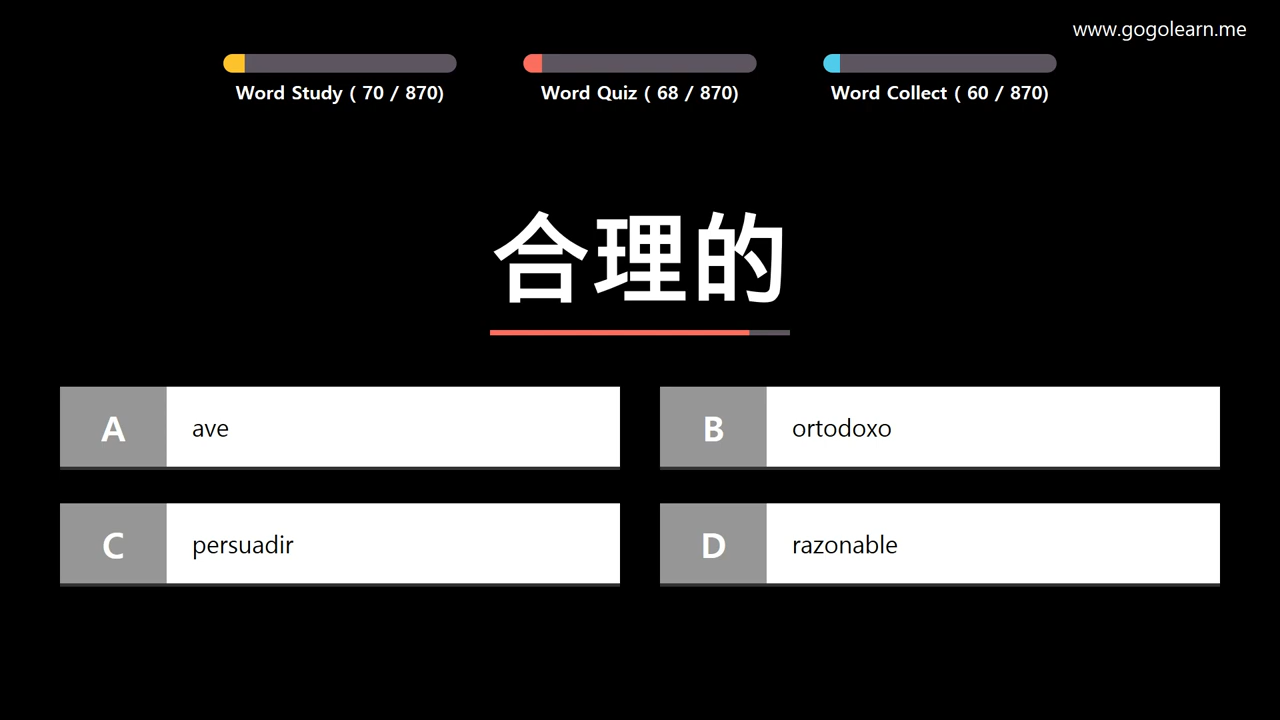 www.gogolearn.me
Word Study ( 70 / 870)
Word Quiz ( 68 / 870)
Word Collect ( 60 / 870)
合理的
A ave
B ortodoxo
C persuadir
D razonable